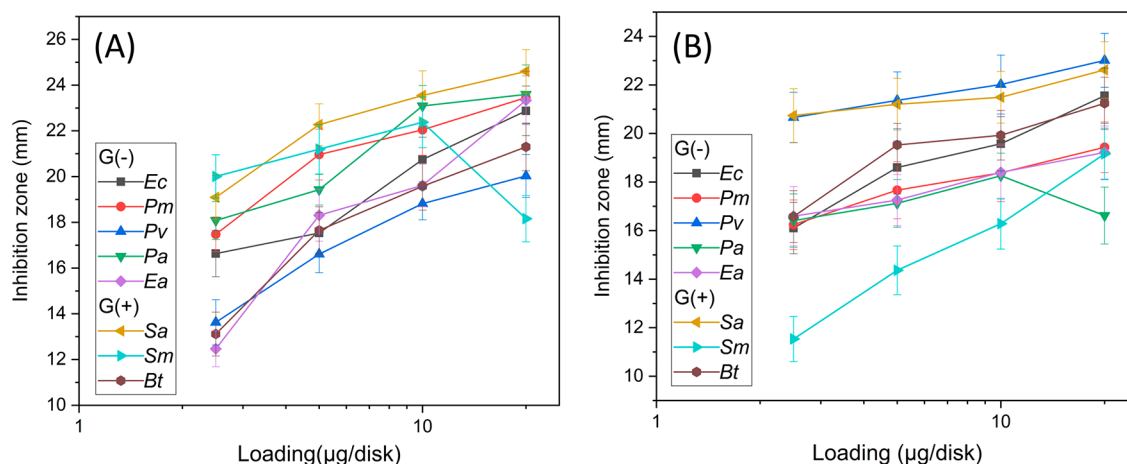 (A)
26
24
22
20
18
16
14
12
10
Inhibition zone (mm)
G(-)
Ec
Pm
Pv
Pa
Ea
G(+)
Sa
Sm
Bt
1
10
Loading(μg/disk)
(B)
24
22
20
18
16
14
12
10
Inhibition zone (mm)
G(-)
Ec
Pm
Pv
Pa
Ea
G(+)
Sa
Sm
Bt
1
10
Loading (μg/disk)